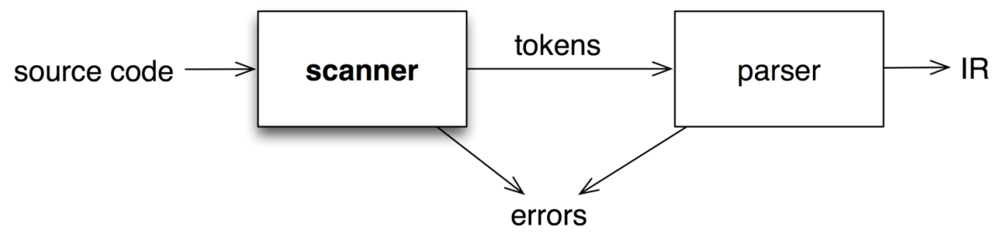 tokens
source code
scanner
parser
IR
errors